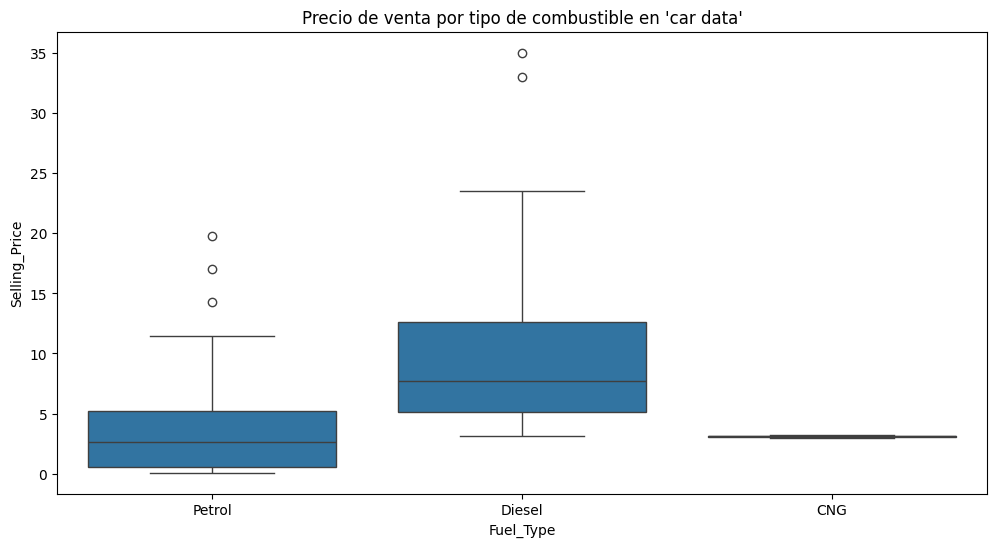 Precio de venta por tipo de combustible en 'car data'
Selling_Price
35
30
25
20
15
10
5
0
Petrol
Diesel
CNG
Fuel_Type